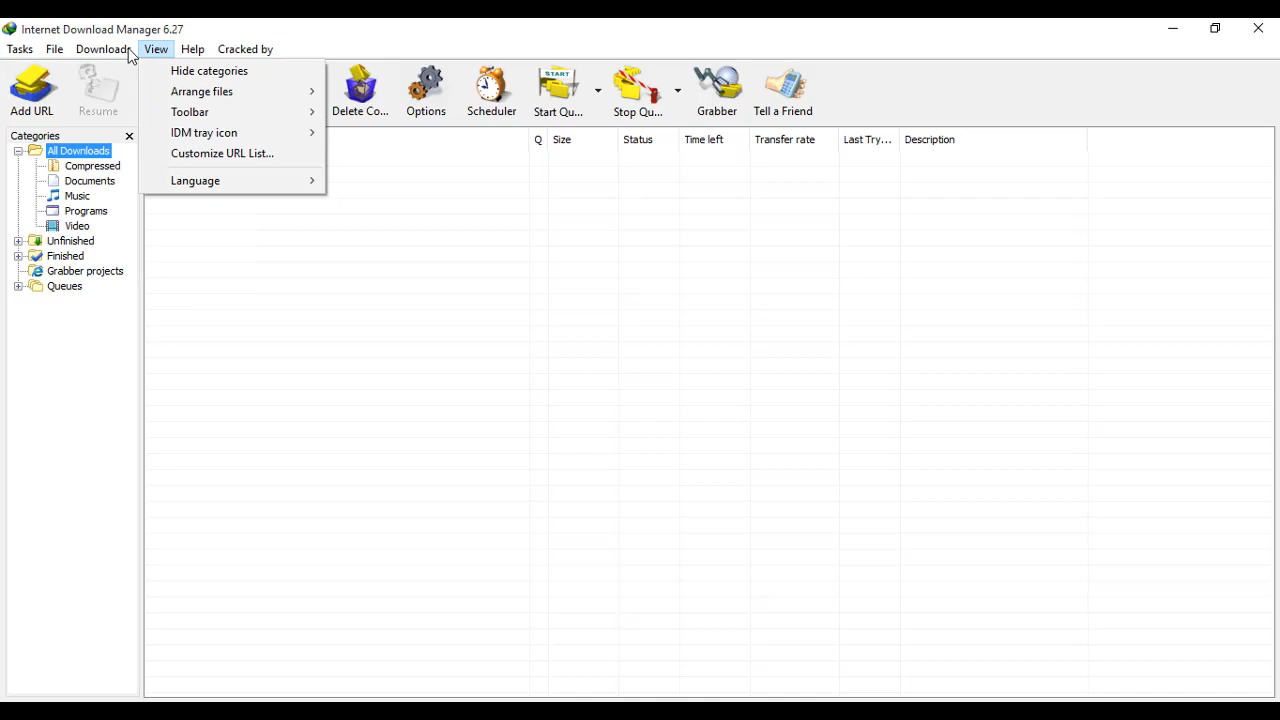 Internet Download Manager 6.27
Tasks File Downloads View Help Cracked by
Add URL Resume Delete Co... Options Scheduler Start Qu... Stop Qu... Grabber Tell a Friend
START
Hide categories
Arrange files
Toolbar
IDM tray icon
Customize URL List...
Language
Categories
All Downloads
Compressed
Documents
Music
Programs
Video
Unfinished
Finished
Grabber projects
Queues
Q Size Status Time left Transfer rate Last Try... Description